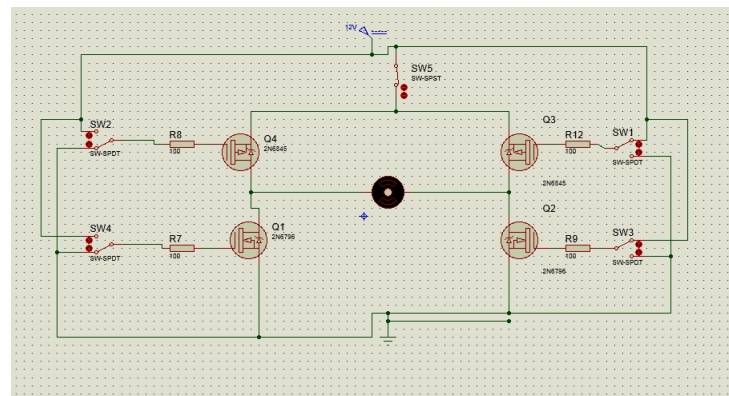 12V
SW5
SW-SPST
SW2
SW-SPDT
R8
100
Q4
2N6845
Q3
2N6845
R12
100
SW1
SW-SPDT
SW4
SW-SPDT
R7
100
Q1
2N6796
Q2
2N6796
R9
100
SW3
SW-SPDT